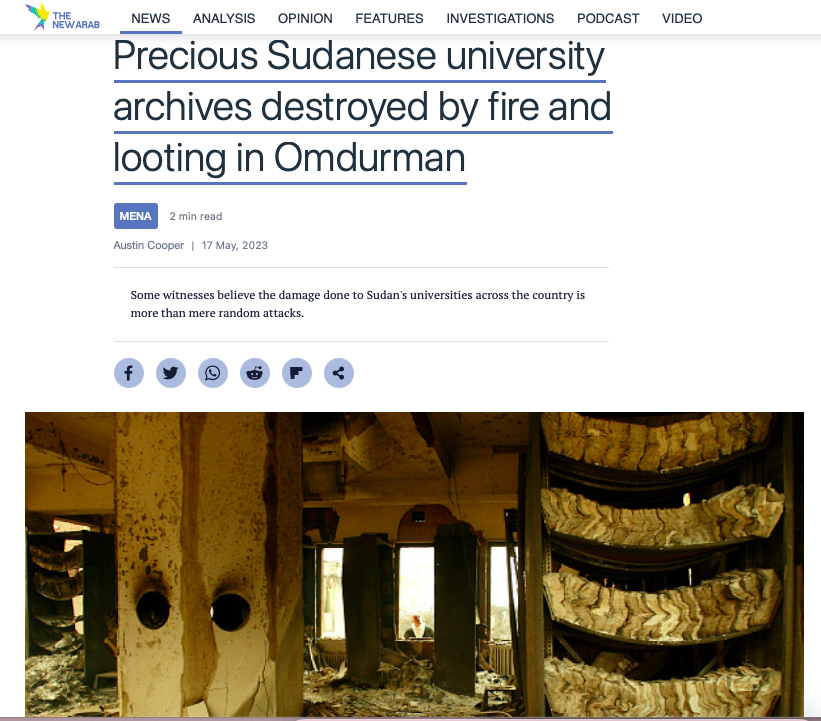 THE
NEW ARAB
NEWS ANALYSIS OPINION FEATURES INVESTIGATIONS PODCAST VIDEO
Precious Sudanese university
archives destroyed by fire and
looting in Omdurman
MENA 2 min read
Austin Cooper | 17 May, 2023
Some witnesses believe the damage done to Sudan's universities across the country is
more than mere random attacks.